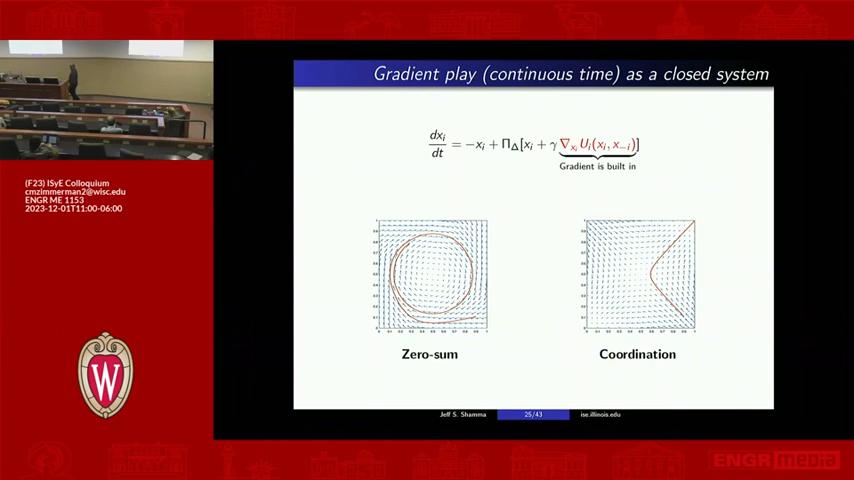 Gradient play (continuous time) as a closed system
dxᵢ/dt = −xᵢ + Π_Δ[xᵢ + γ ∇ₓᵢ Uᵢ(xᵢ, x₋ᵢ)]
Gradient is built in
(F23) ISyE Colloquium
cmzimmerman2@wisc.edu
ENGR ME 1153
2023-12-01T11:00-06:00
Zero-sum
Coordination
W
Jeff S. Shamma
25/43
ise.illinois.edu
ENGR media